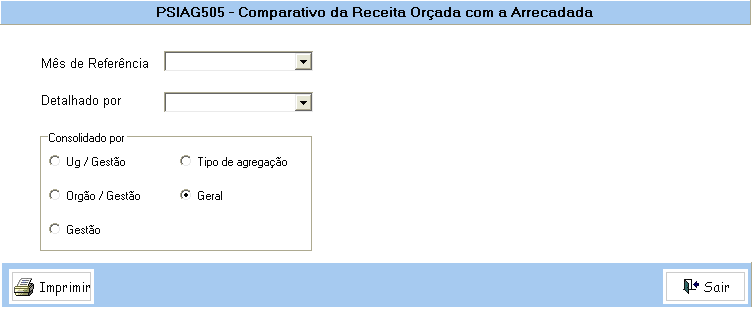 PSIAG505 - Comparativo da Receita Orçada com a Arrecadada
Mês de Referência
Detalhado por
Consolidado por
Ug / Gestão
Tipo de agregação
Orgão / Gestão
Geral
Gestão
Imprimir
Sair